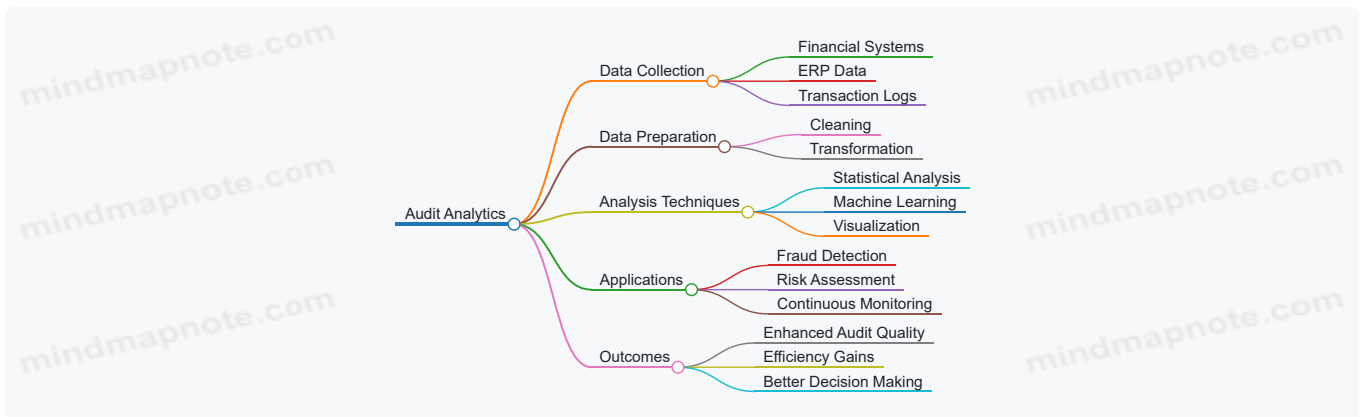 mindmapnote.com
mindmapnote.com
Financial Systems
Data Collection
ERP Data
Transaction Logs
Cleaning
Data Preparation
Transformation
mindmapnote.com
mindmapnote.com
Statistical Analysis
Analysis Techniques
Machine Learning
Audit Analytics
Visualization
Fraud Detection
Applications
Risk Assessment
Continuous Monitoring
mindmapnote.com
mindmapnote.com
Enhanced Audit Quality
Outcomes
Efficiency Gains
Better Decision Making